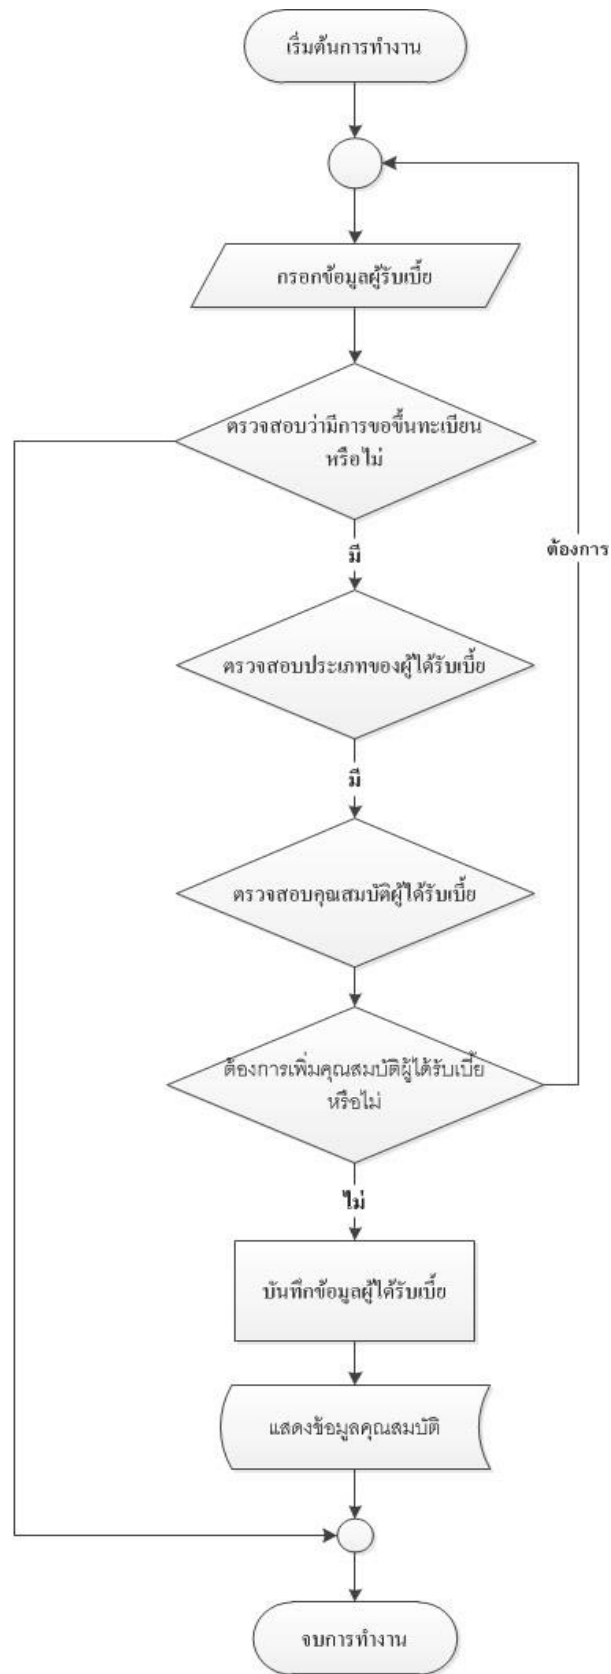 เริ่มต้นการทำงาน
กรอกข้อมูลผู้รับเบี้ย
ตรวจสอบว่ามีการขอขึ้นทะเบียน
หรือไม่
ต้องการ
มี
ตรวจสอบประเภทของผู้ได้รับเบี้ย
มี
ตรวจสอบคุณสมบัติผู้ได้รับเบี้ย
ต้องการเพิ่มคุณสมบัติผู้ได้รับเบี้ย
หรือไม่
ไม่
บันทึกข้อมูลผู้ได้รับเบี้ย
แสดงข้อมูลคุณสมบัติ
จบการทำงาน